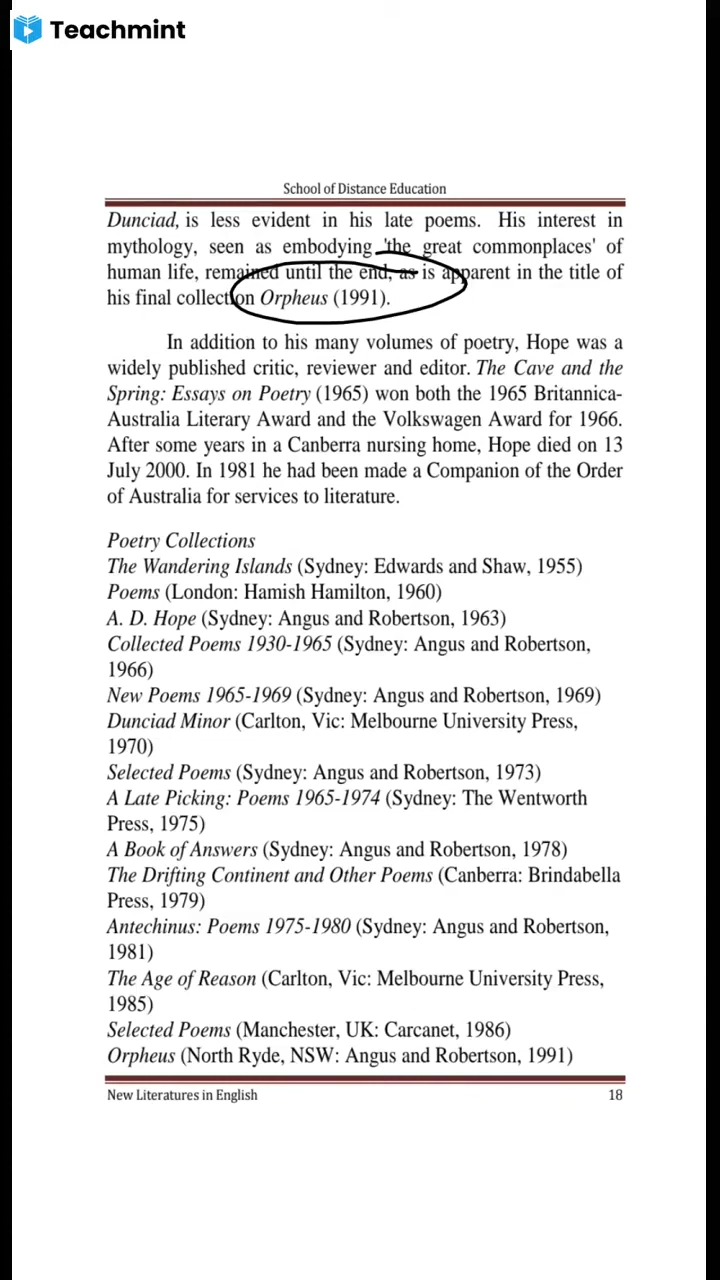 Teachmint
School of Distance Education
Dunciad, is less evident in his late poems. His interest in
mythology, seen as embodying 'the great commonplaces' of
human life, remained until the end, as is apparent in the title of
his final collection Orpheus (1991).
In addition to his many volumes of poetry, Hope was a
widely published critic, reviewer and editor. The Cave and the
Spring: Essays on Poetry (1965) won both the 1965 Britannica-
Australia Literary Award and the Volkswagen Award for 1966.
After some years in a Canberra nursing home, Hope died on 13
July 2000. In 1981 he had been made a Companion of the Order
of Australia for services to literature.
Poetry Collections
The Wandering Islands (Sydney: Edwards and Shaw, 1955)
Poems (London: Hamish Hamilton, 1960)
A. D. Hope (Sydney: Angus and Robertson, 1963)
Collected Poems 1930-1965 (Sydney: Angus and Robertson,
1966)
New Poems 1965-1969 (Sydney: Angus and Robertson, 1969)
Dunciad Minor (Carlton, Vic: Melbourne University Press,
1970)
Selected Poems (Sydney: Angus and Robertson, 1973)
A Late Picking: Poems 1965-1974 (Sydney: The Wentworth
Press, 1975)
A Book of Answers (Sydney: Angus and Robertson, 1978)
The Drifting Continent and Other Poems (Canberra: Brindabella
Press, 1979)
Antechinus: Poems 1975-1980 (Sydney: Angus and Robertson,
1981)
The Age of Reason (Carlton, Vic: Melbourne University Press,
1985)
Selected Poems (Manchester, UK: Carcanet, 1986)
Orpheus (North Ryde, NSW: Angus and Robertson, 1991)
New Literatures in English 18